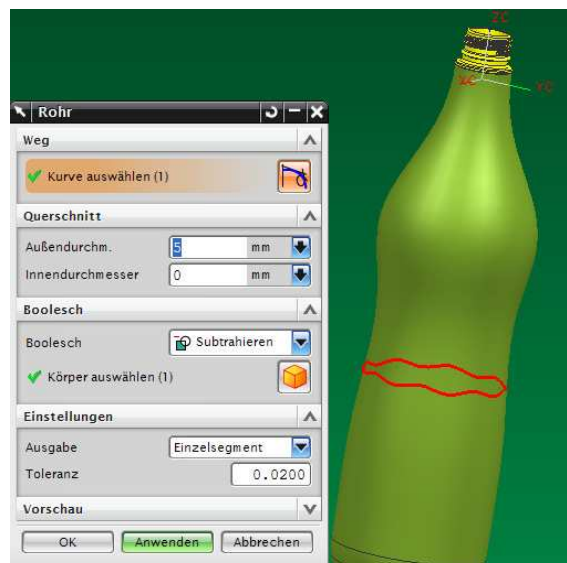 Rohr
Weg
Kurve auswählen (1)
Querschnitt
Außendurchm. 5 mm
Innendurchmesser 0 mm
Boolesch
Boolesch Subtrahieren
Körper auswählen (1)
Einstellungen
Ausgabe Einzelsegment
Toleranz 0.0200
Vorschau
OK Anwenden Abbrechen
ZC
XC YC